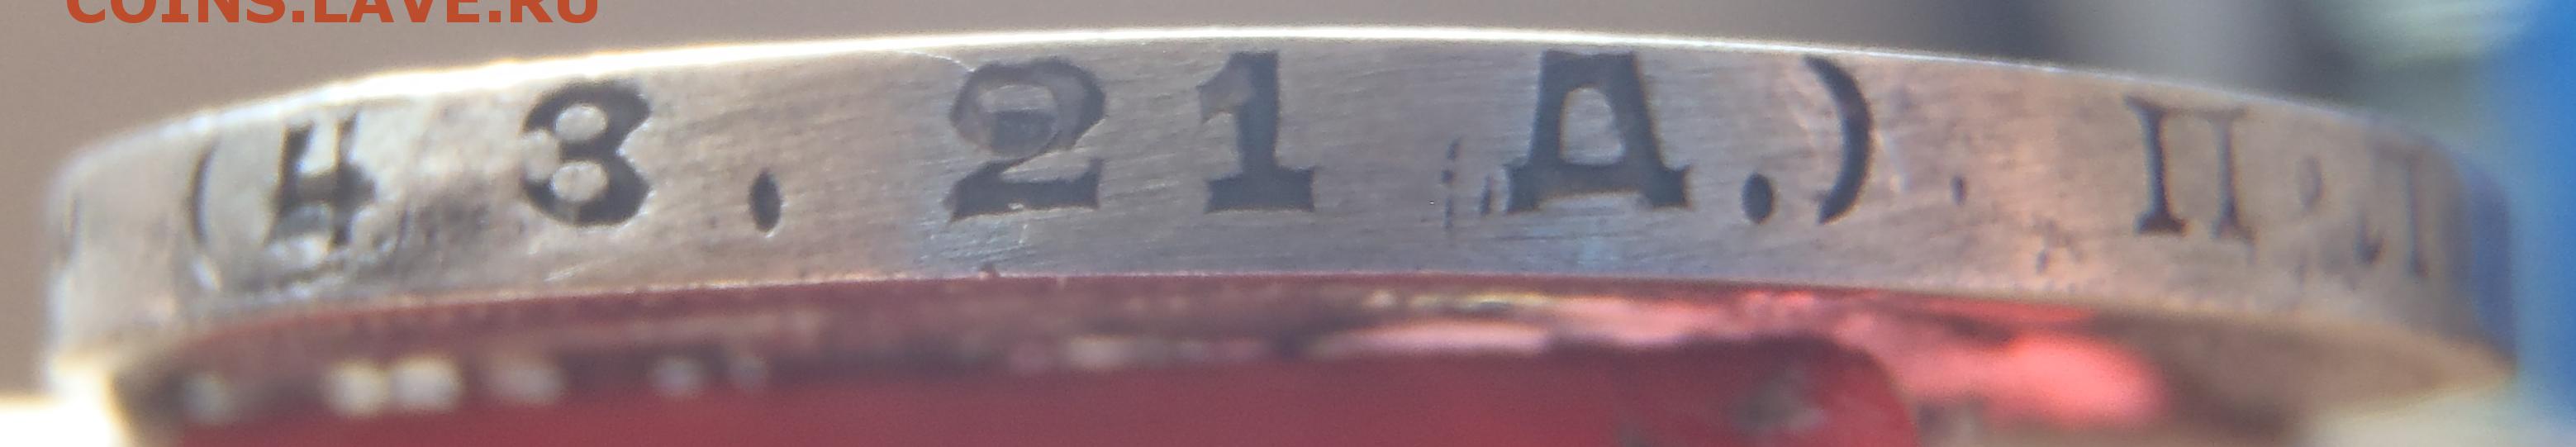 COINS.LAVE.RU
(4 З. 21 Д.). П.